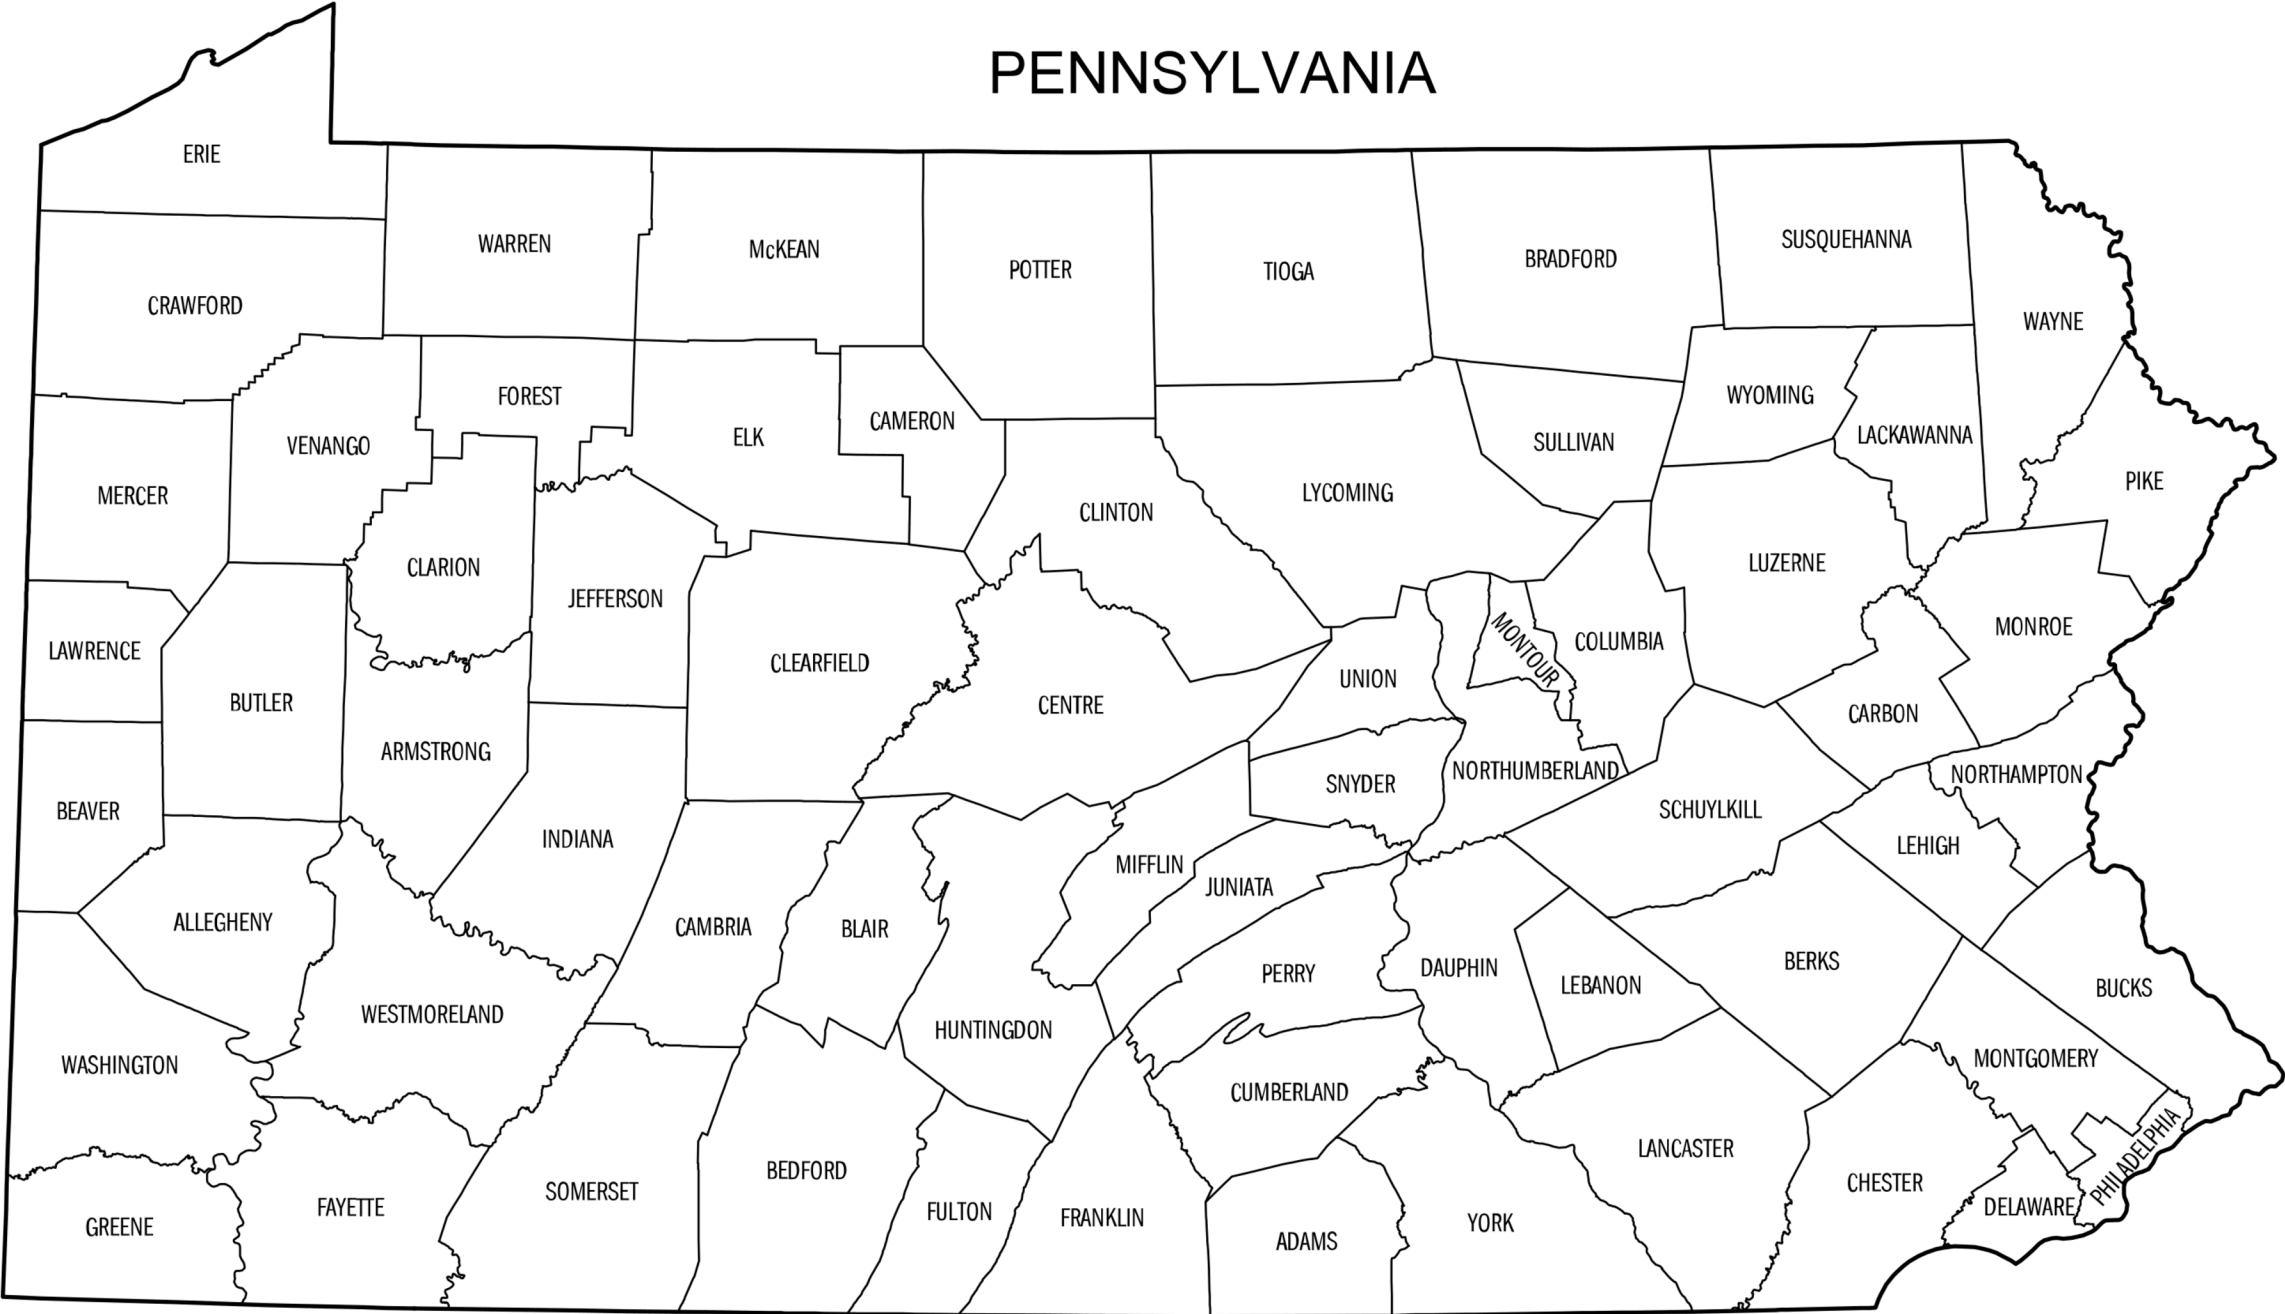 PENNSYLVANIA
ERIE
WARREN
McKEAN
POTTER
TIOGA
BRADFORD
SUSQUEHANNA
WAYNE
CRAWFORD
FOREST
ELK
CAMERON
SULLIVAN
WYOMING
LACKAWANNA
PIKE
VENANGO
MERCER
CLINTON
LYCOMING
CLARION
JEFFERSON
LUZERNE
MONROE
LAWRENCE
BUTLER
ARMSTRONG
CLEARFIELD
CENTRE
UNION
MONTOUR
COLUMBIA
CARBON
BEAVER
INDIANA
SNYDER
NORTHUMBERLAND
SCHUYLKILL
NORTHAMPTON
LEHIGH
MIFFLIN
JUNIATA
ALLEGHENY
CAMBRIA
BLAIR
PERRY
DAUPHIN
LEBANON
BERKS
BUCKS
WESTMORELAND
HUNTINGDON
WASHINGTON
CUMBERLAND
MONTGOMERY
LANCASTER
CHESTER
PHILADELPHIA
DELAWARE
GREENE
FAYETTE
SOMERSET
BEDFORD
FULTON
FRANKLIN
ADAMS
YORK